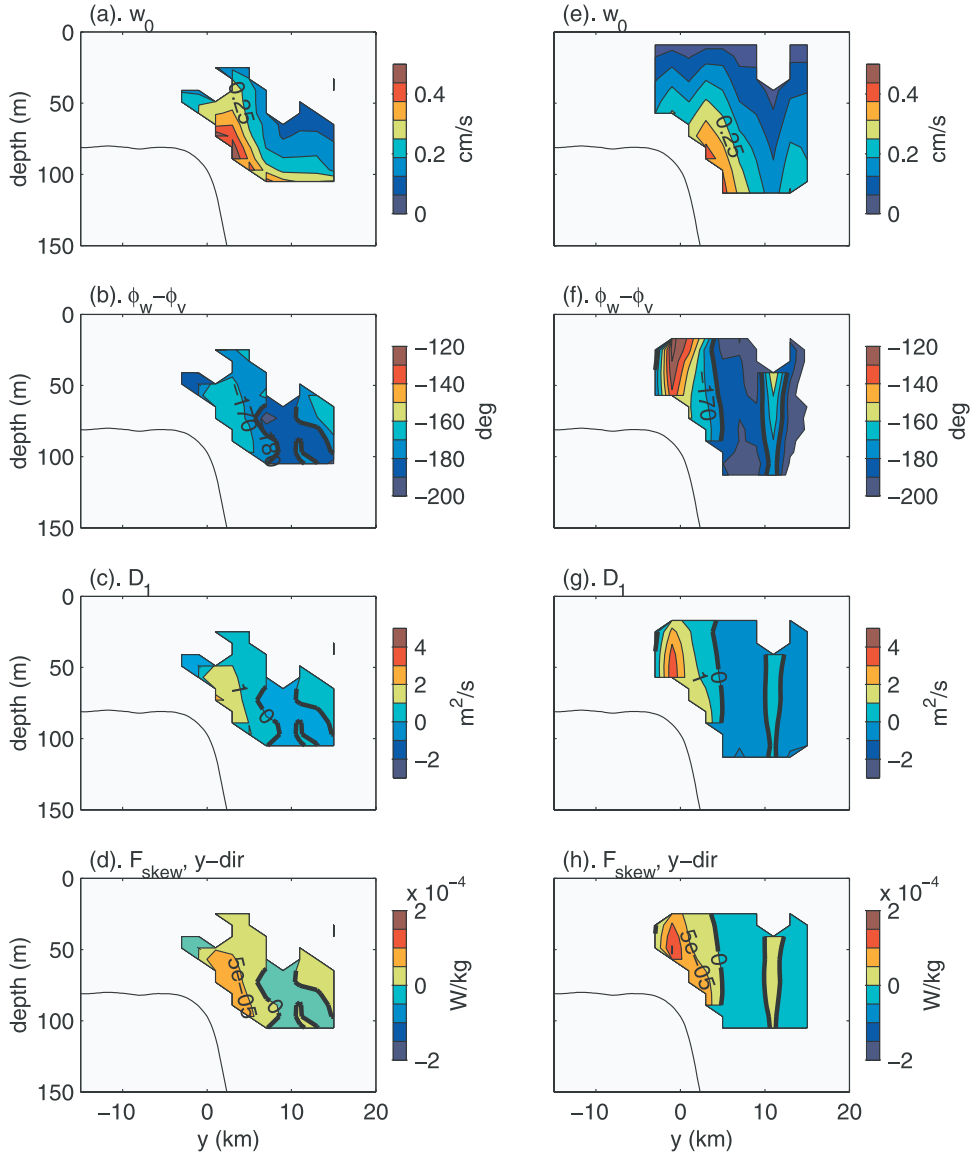 (a). w0
0
50
100
150
depth (m)
0.25
0.4
0.2
0
cm/s
(e). w0
0.25
0.4
0.2
0
cm/s
(b). ϕw−ϕv
0
50
100
150
depth (m)
−170
−180
−120
−140
−160
−180
−200
deg
(f). ϕw−ϕv
−170
−120
−140
−160
−180
−200
deg
(c). D1
0
50
100
150
depth (m)
1
0
4
2
0
−2
m2/s
(g). D1
1
0
4
2
0
−2
m2/s
(d). Fskew, y−dir
0
50
100
150
depth (m)
5e−05
0
x 10−4
2
0
−2
W/kg
−10
0
10
20
y (km)
(h). Fskew, y−dir
5e−05
0
x 10−4
2
0
−2
W/kg
−10
0
10
20
y (km)